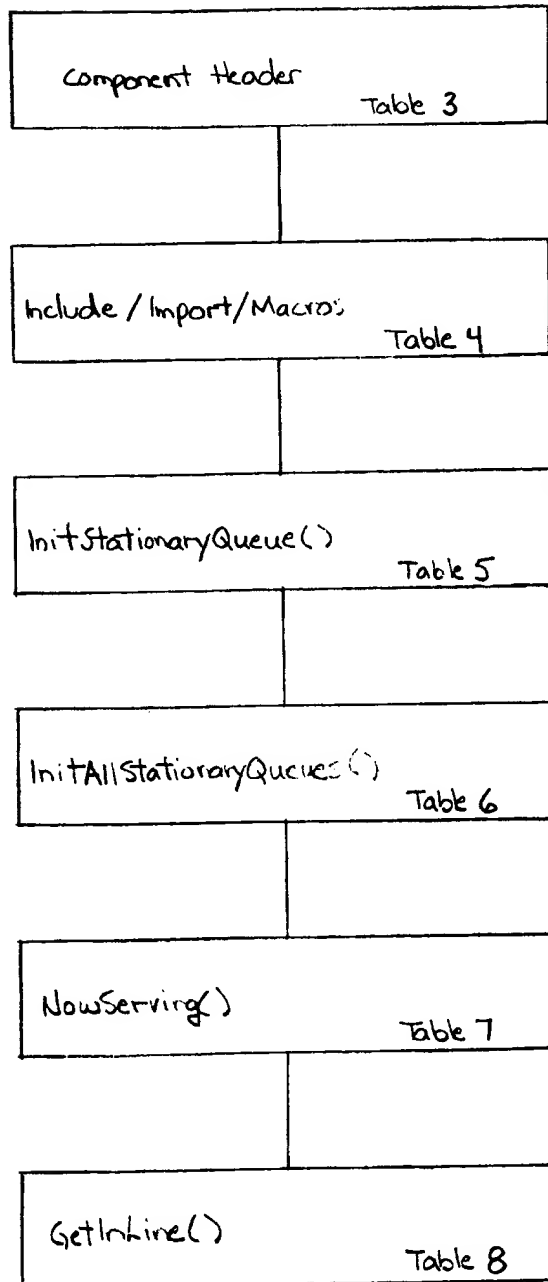 Component Header
Table 3
Include / Import/Macros
Table 4
InitStationaryQueue()
Table 5
InitAllStationaryQueues()
Table 6
NowServing()
Table 7
GetInLine()
Table 8